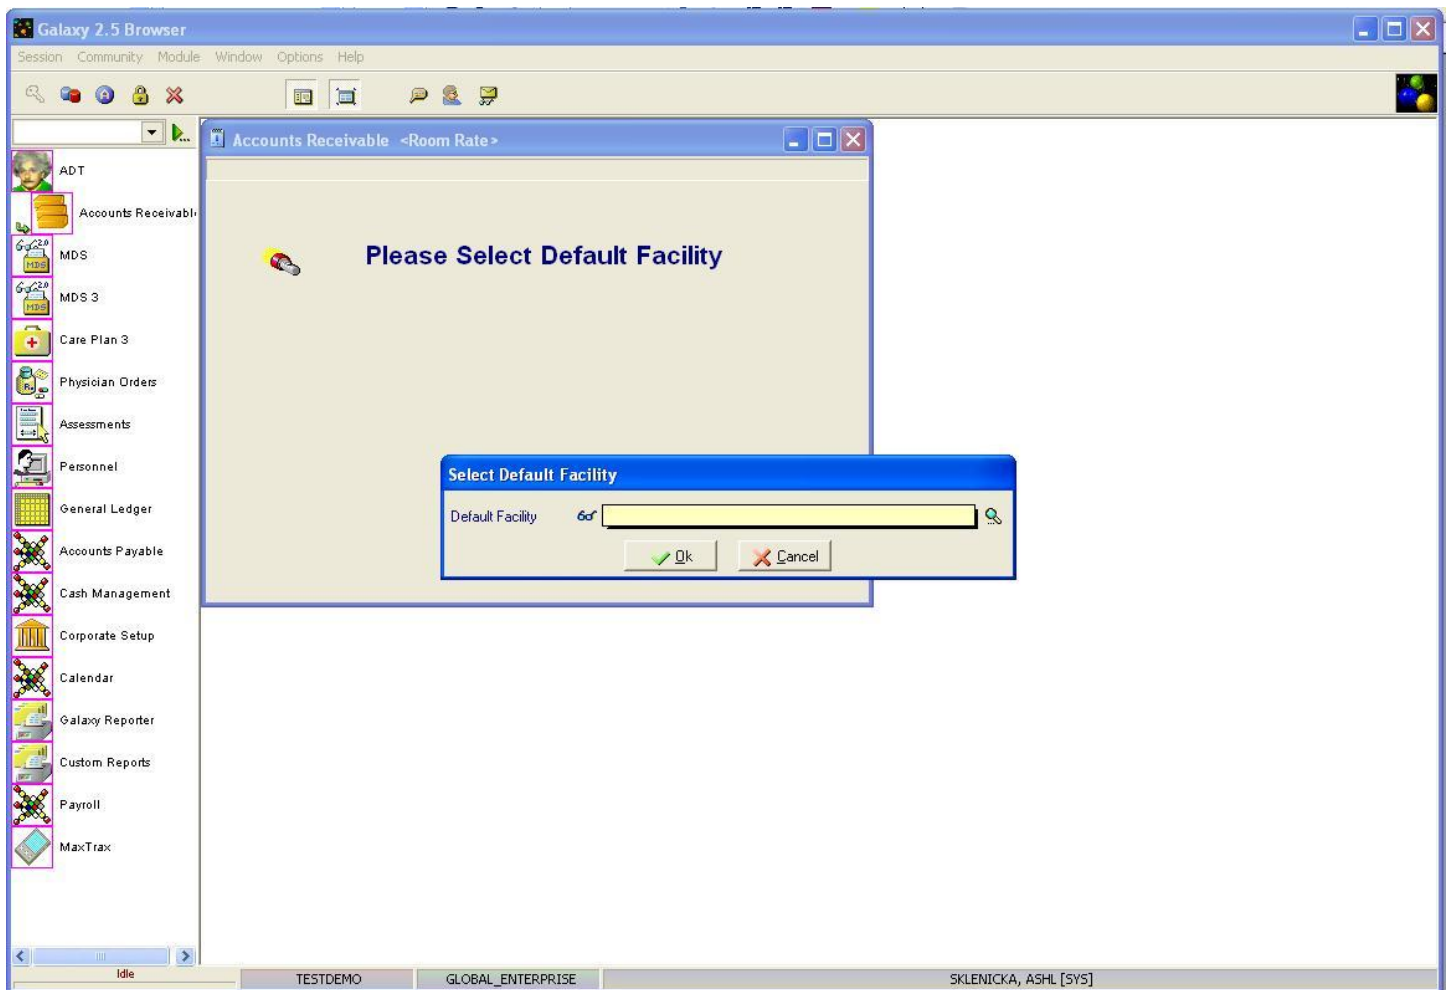 Galaxy 2.5 Browser
Session Community Module Window Options Help
Accounts Receivable <Room Rate>
ADT
Accounts Receivabl
MDS
MDS 3
Care Plan 3
Physician Orders
Assessments
Personnel
General Ledger
Accounts Payable
Cash Management
Corporate Setup
Calendar
Galaxy Reporter
Custom Reports
Payroll
MaxTrax
Please Select Default Facility
Select Default Facility
Default Facility
Ok Cancel
Idle TESTDEMO GLOBAL_ENTERPRISE SKLENICKA, ASHL [SYS]